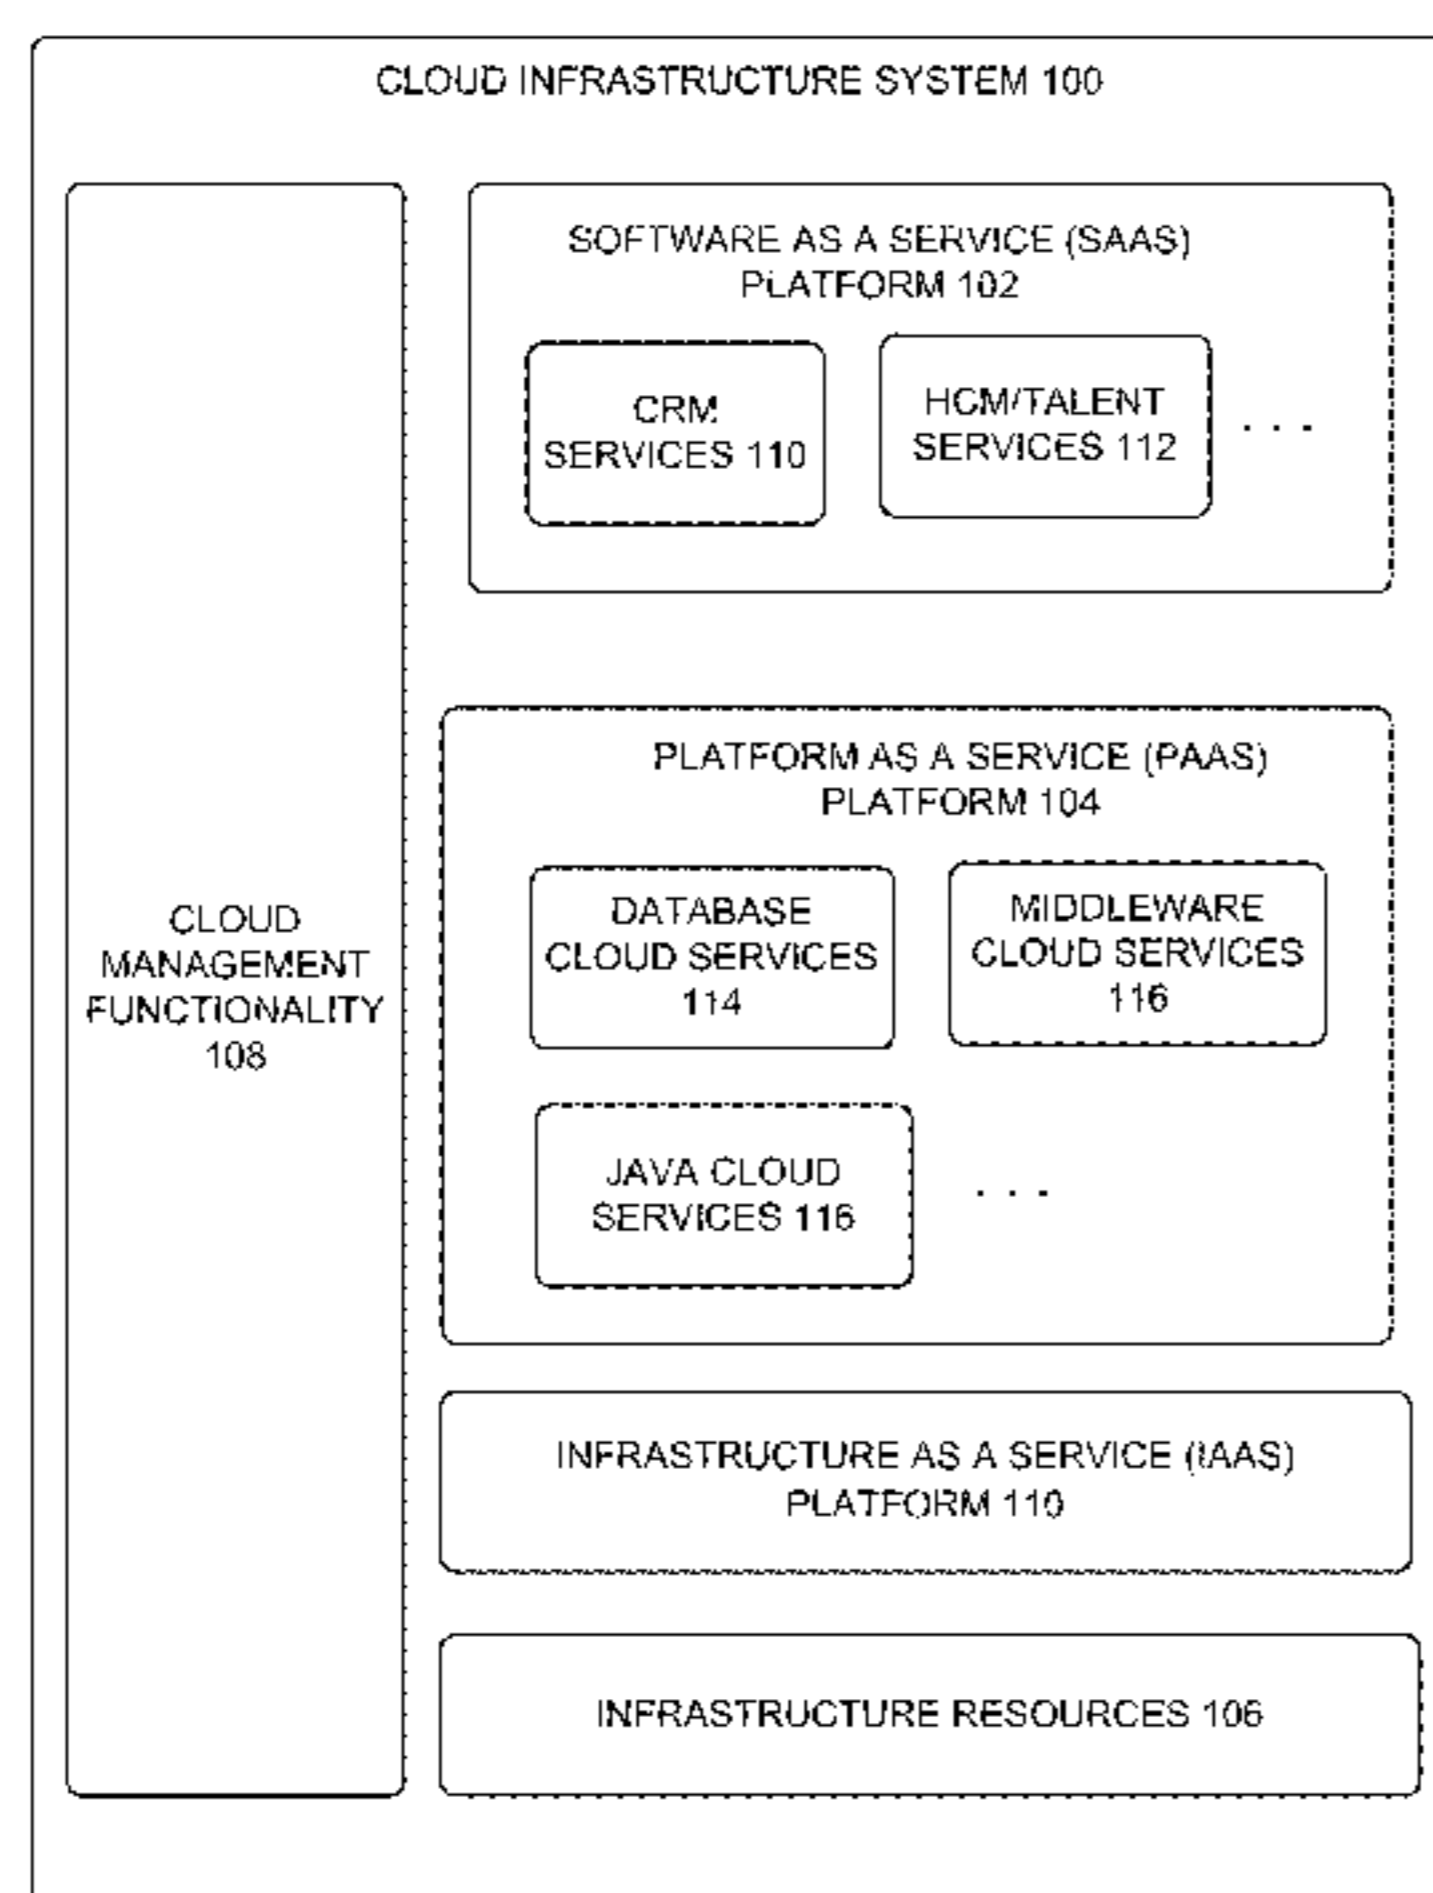 CLOUD INFRASTRUCTURE SYSTEM 100
SOFTWARE AS A SERVICE (SAAS)
PLATFORM 102
CRM
SERVICES 110
HCM/TALENT
SERVICES 112
. . .
CLOUD
MANAGEMENT
FUNCTIONALITY
108
PLATFORM AS A SERVICE (PAAS)
PLATFORM 104
DATABASE
CLOUD SERVICES
114
MIDDLEWARE
CLOUD SERVICES
116
JAVA CLOUD
SERVICES 116
. . .
INFRASTRUCTURE AS A SERVICE (IAAS)
PLATFORM 110
INFRASTRUCTURE RESOURCES 106